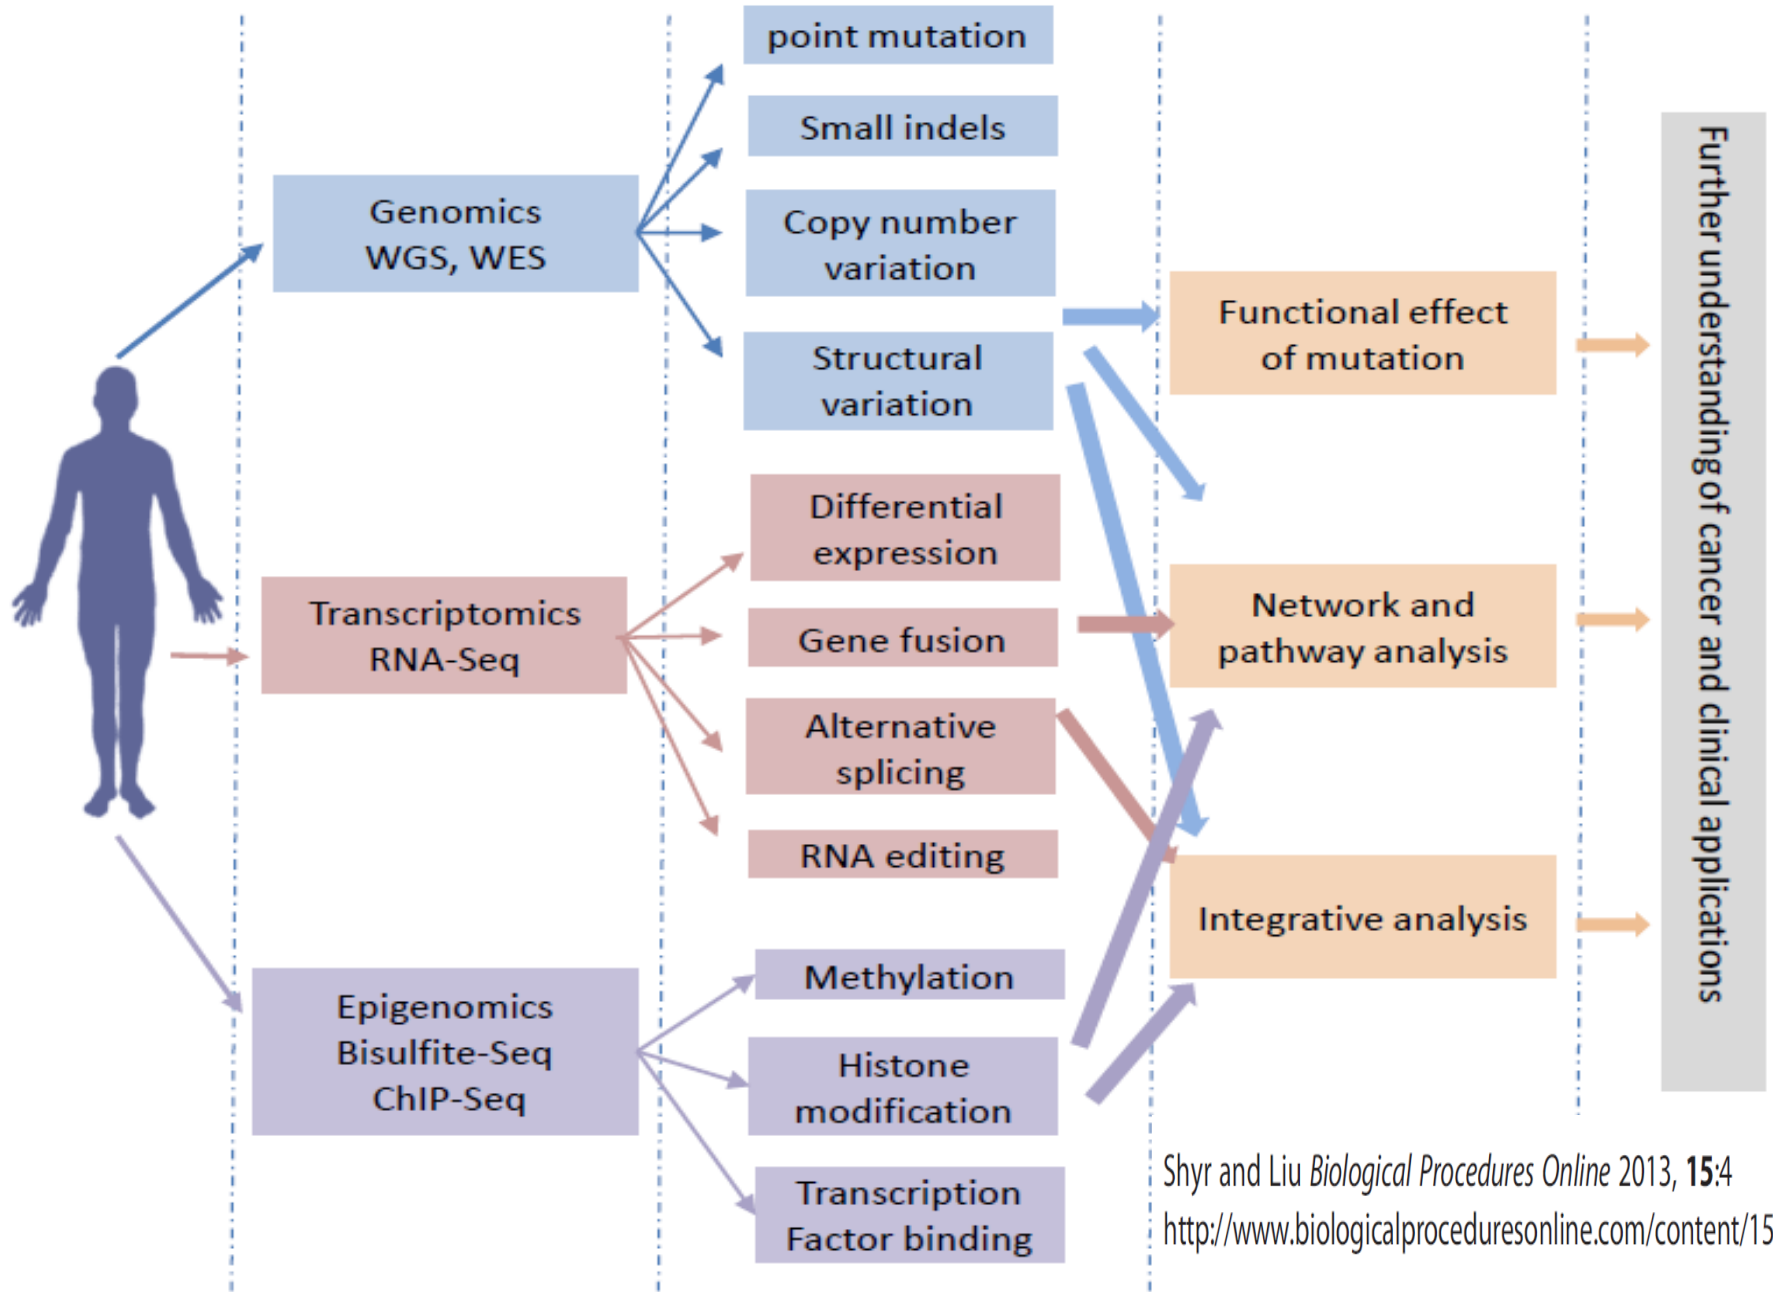 point mutation
Small indels
Genomics
WGS, WES
Copy number
variation
Structural
variation
Functional effect
of mutation
Differential
expression
Transcriptomics
RNA-Seq
Gene fusion
Alternative
splicing
RNA editing
Network and
pathway analysis
Integrative analysis
Epigenomics
Bisulfite-Seq
ChIP-Seq
Methylation
Histone
modification
Transcription
Factor binding
Further understanding of cancer and clinical applications
Shyr and Liu Biological Procedures Online 2013, 15:4
http://www.biologicalproceduresonline.com/content/15